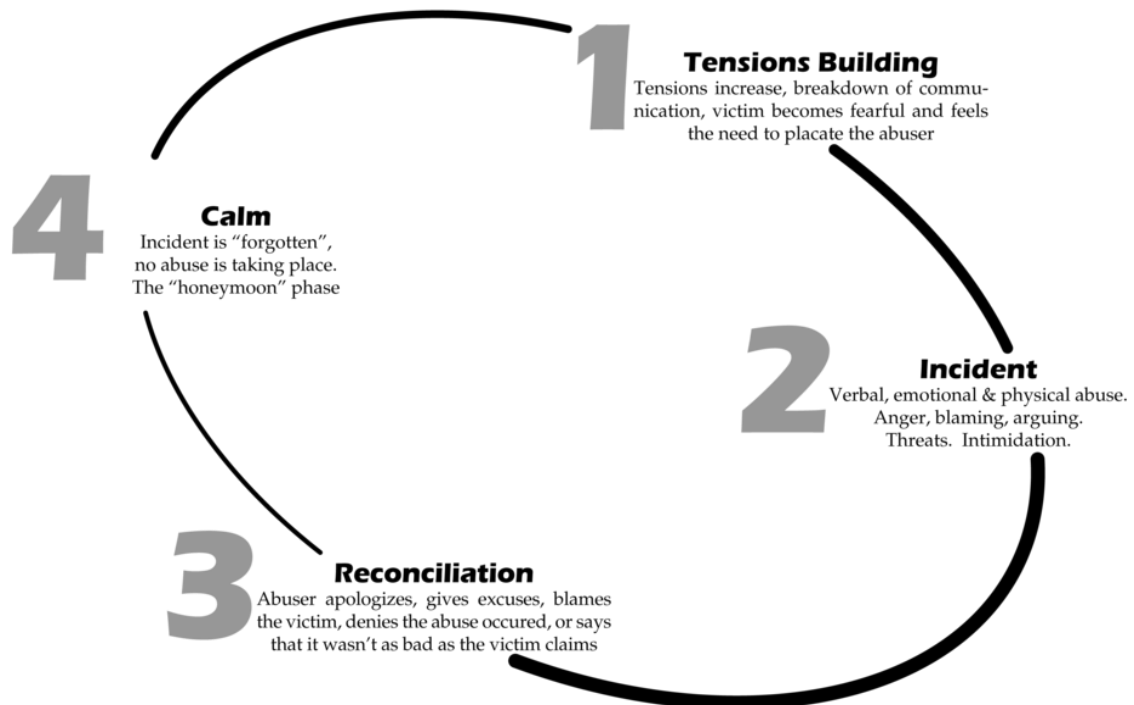 1
Tensions Building
Tensions increase, breakdown of commu-
nication, victim becomes fearful and feels
the need to placate the abuser
2
Incident
Verbal, emotional & physical abuse.
Anger, blaming, arguing.
Threats. Intimidation.
3
Reconciliation
Abuser apologizes, gives excuses, blames
the victim, denies the abuse occured, or says
that it wasn’t as bad as the victim claims
4
Calm
Incident is “forgotten”,
no abuse is taking place.
The “honeymoon” phase